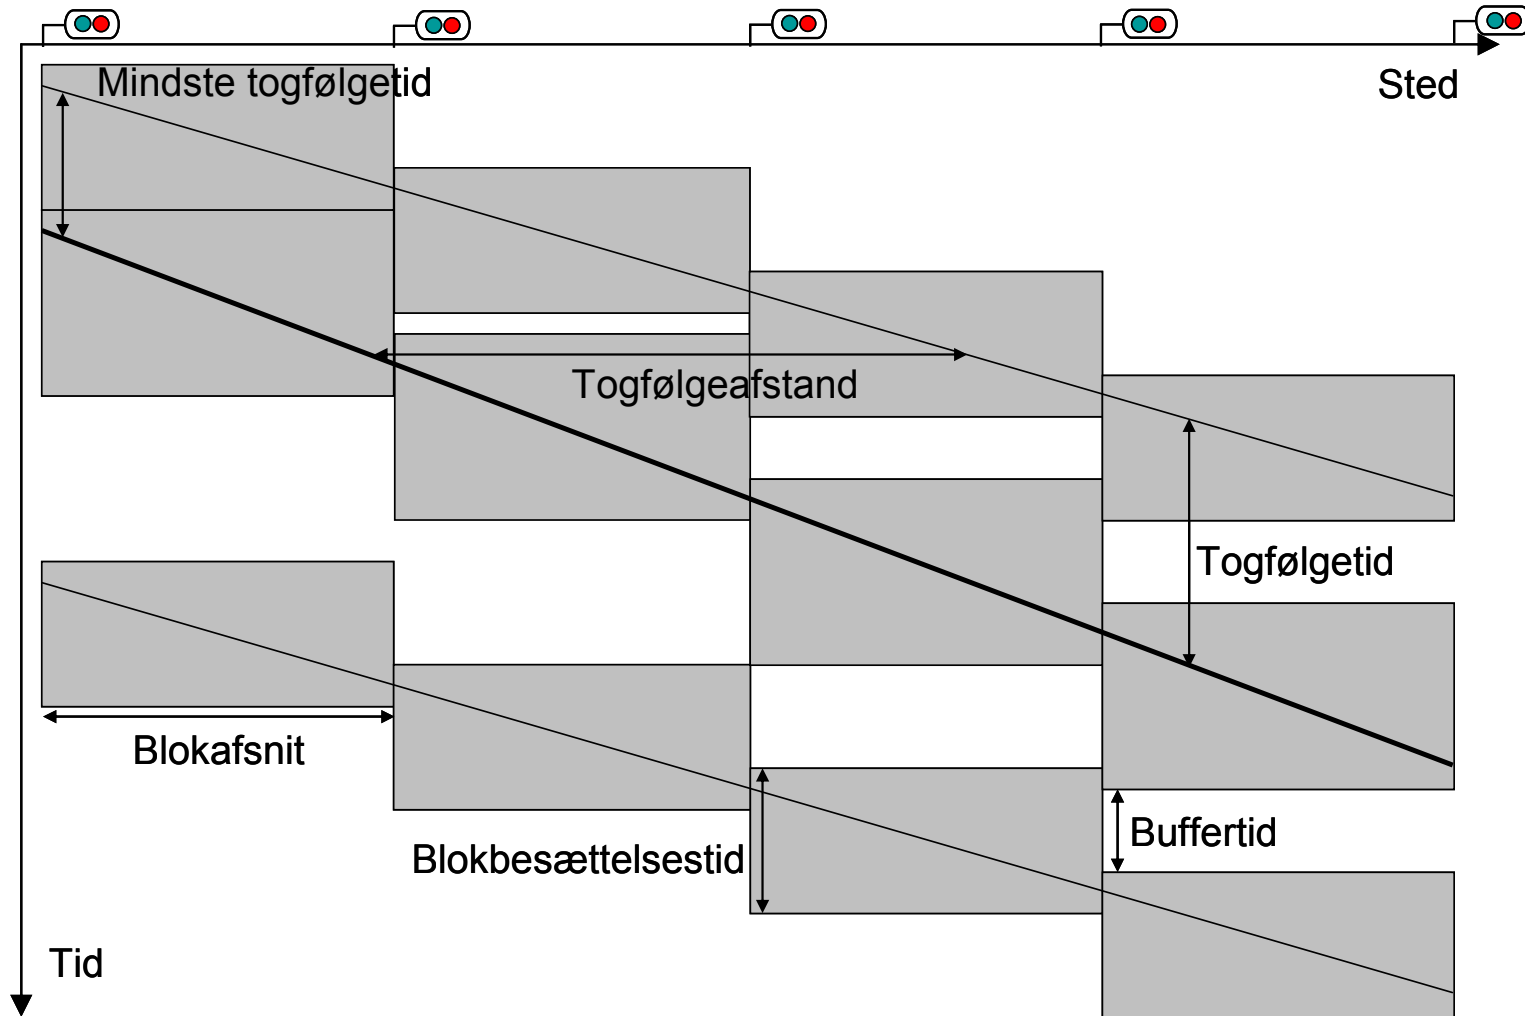 Mindste togfølgetid
Sted
Togfølgeafstand
Togfølgetid
Blokafsnit
Buffertid
Blokbesættelsestid
Tid